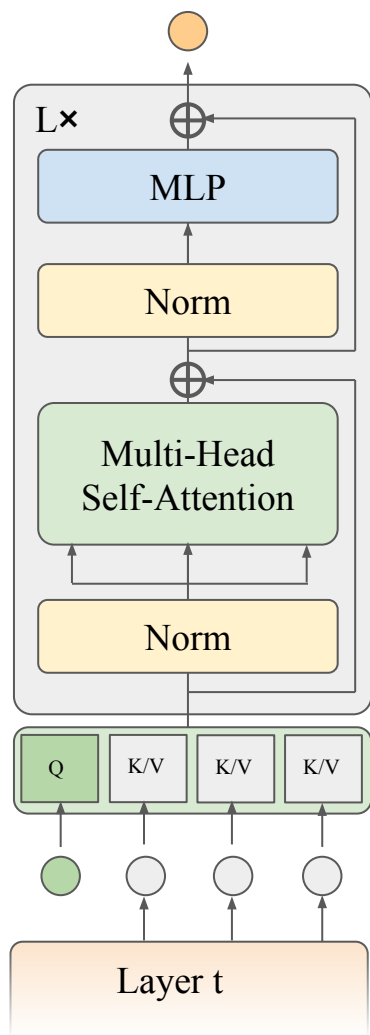 L×
MLP
Norm
Multi-Head
Self-Attention
Norm
Q K/V K/V K/V
Layer t